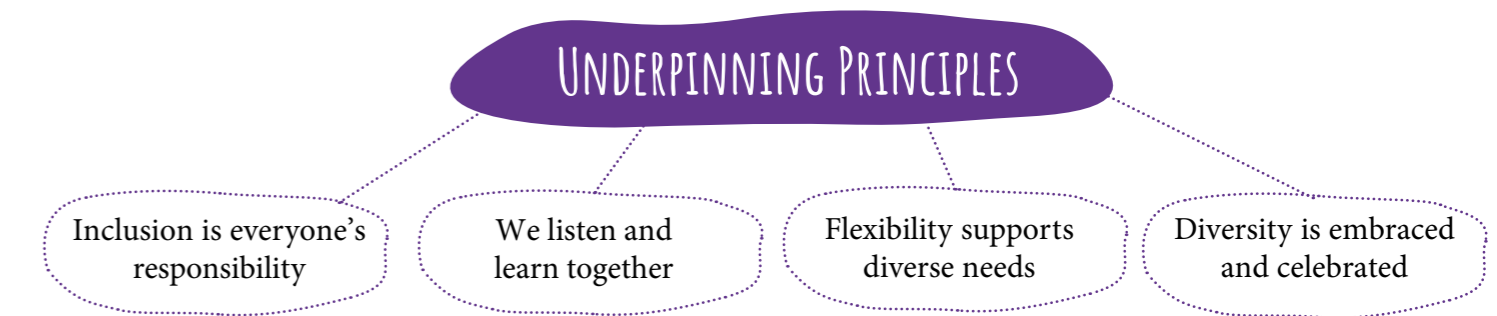 Underpinning Principles
Inclusion is everyone’s
responsibility
We listen and
learn together
Flexibility supports
diverse needs
Diversity is embraced
and celebrated